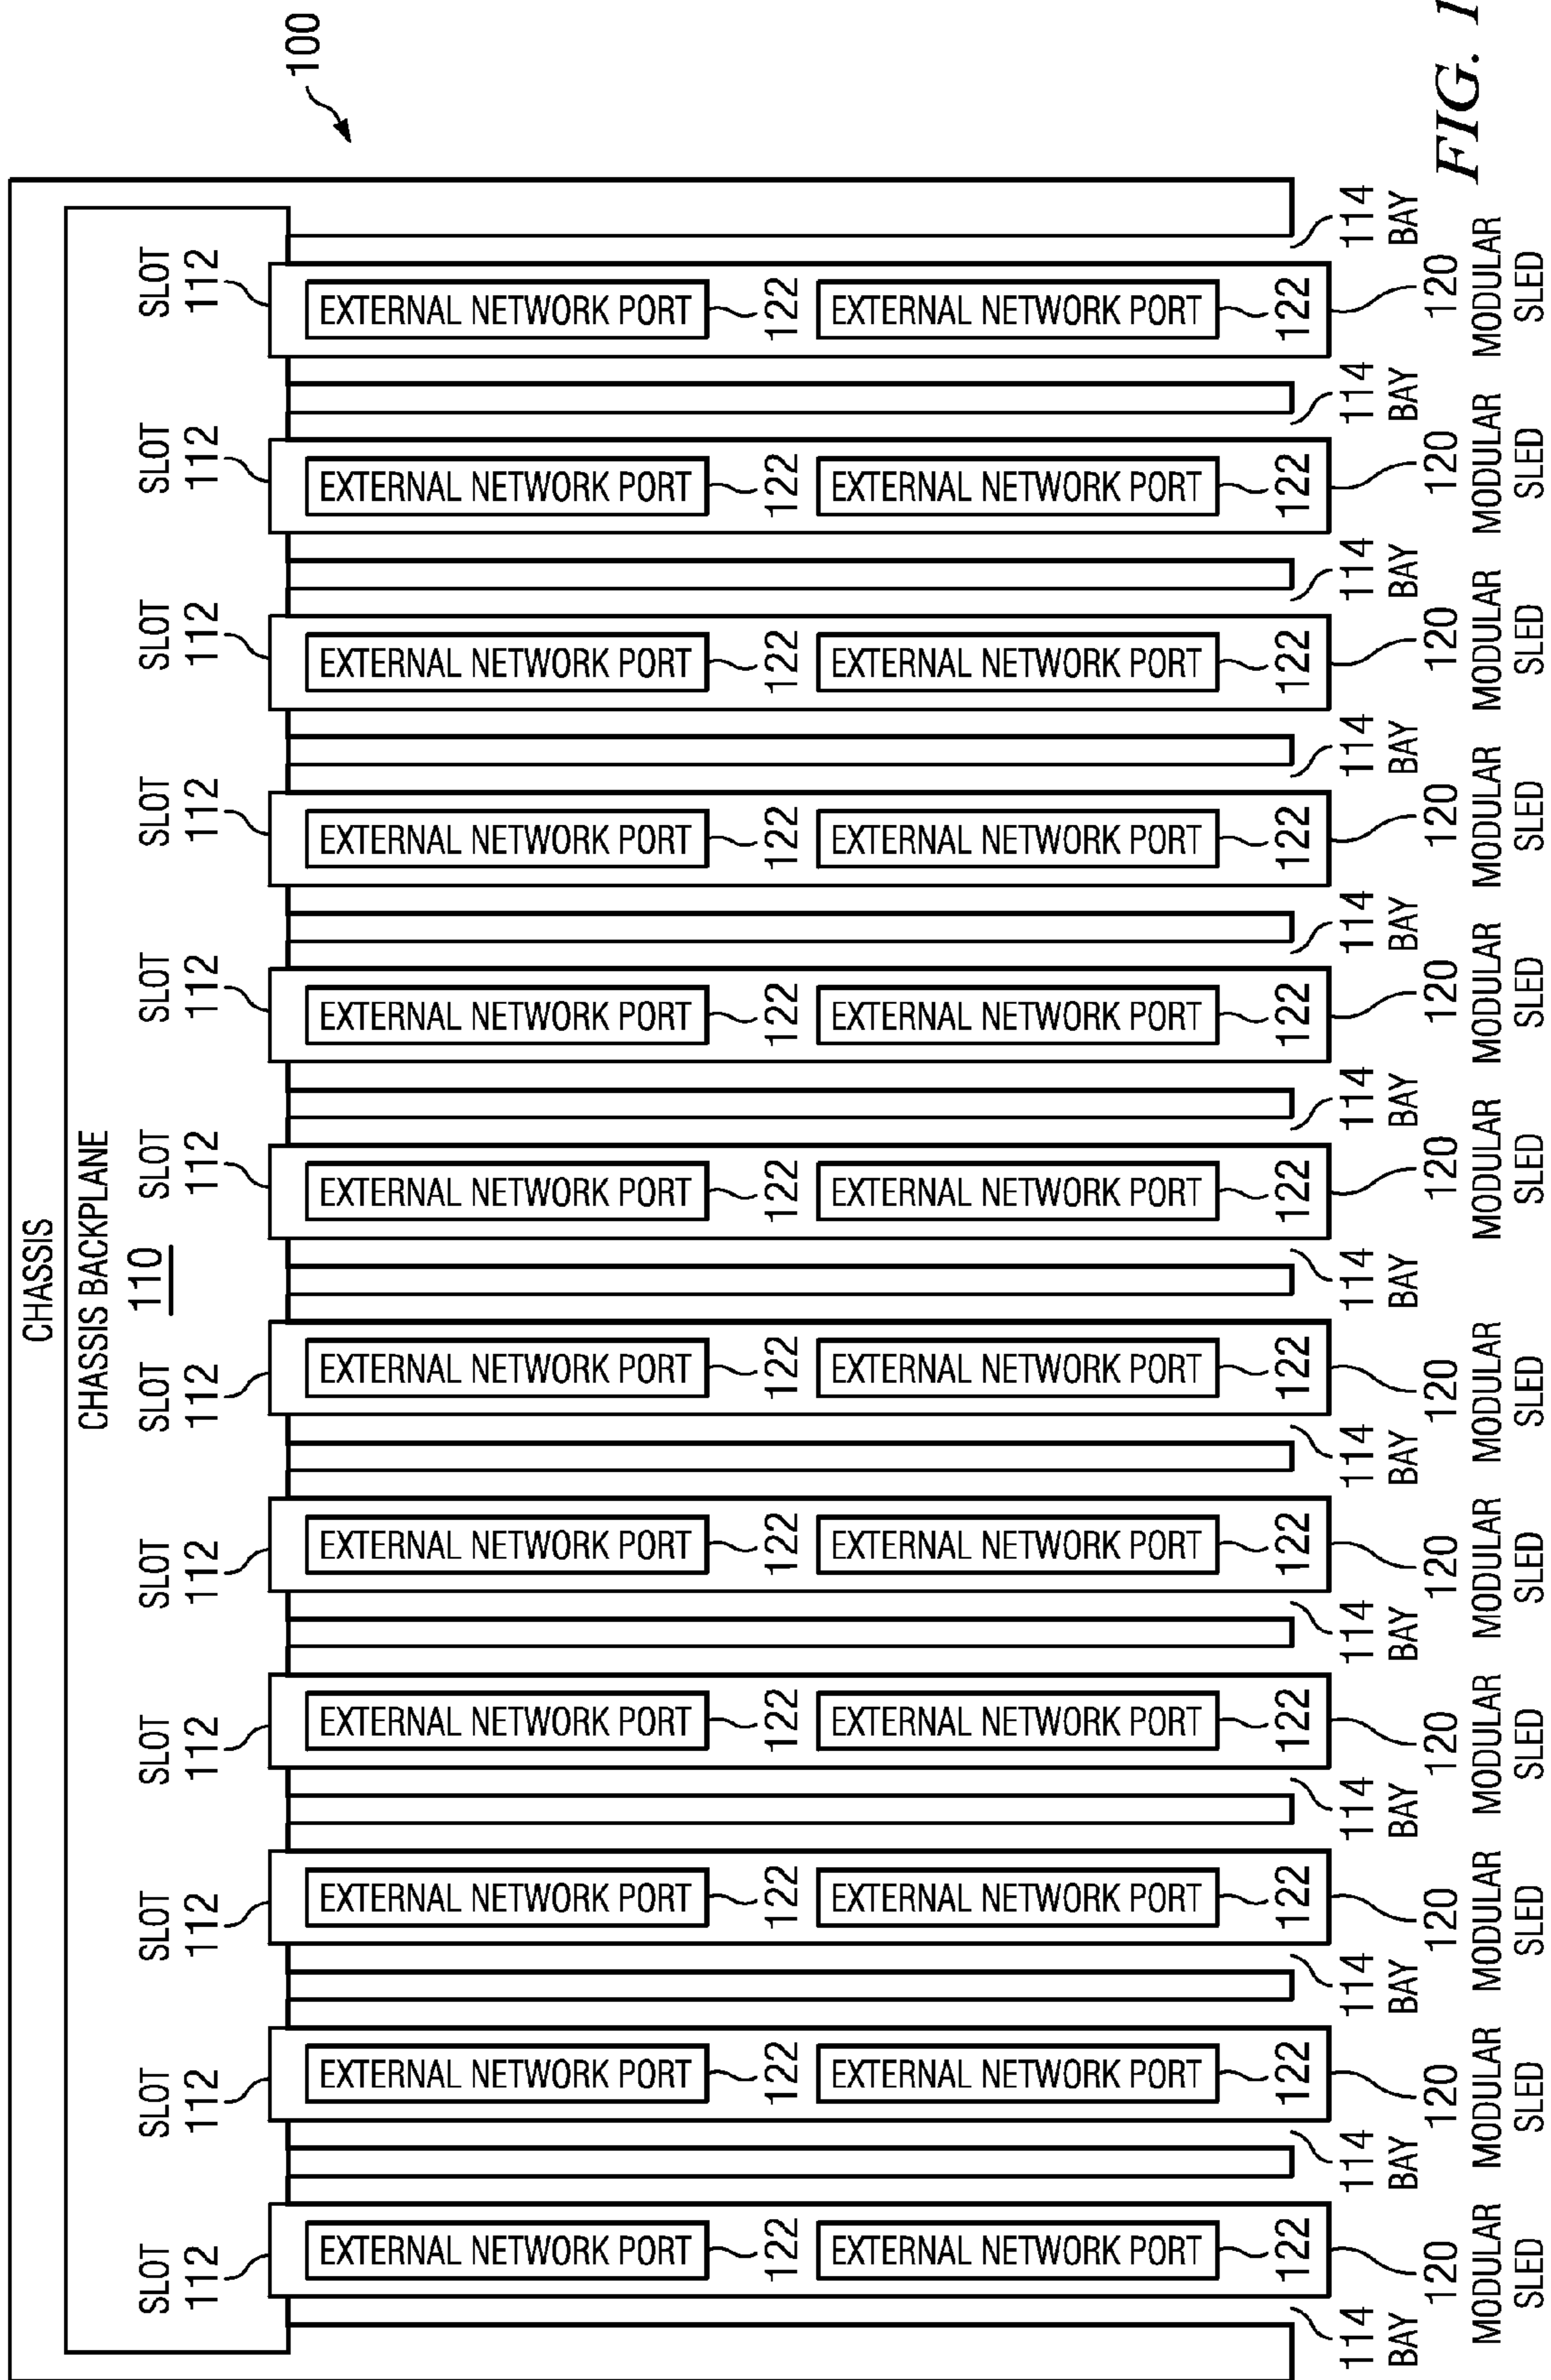 CHASSIS
100
CHASSIS BACKPLANE
110
SLOT SLOT SLOT SLOT SLOT SLOT SLOT SLOT SLOT SLOT SLOT SLOT
112 112 112 112 112 112 112 112 112 112 112 112
EXTERNAL NETWORK PORT
122
EXTERNAL NETWORK PORT
122
EXTERNAL NETWORK PORT
122
EXTERNAL NETWORK PORT
122
EXTERNAL NETWORK PORT
122
EXTERNAL NETWORK PORT
122
EXTERNAL NETWORK PORT
122
EXTERNAL NETWORK PORT
122
EXTERNAL NETWORK PORT
122
EXTERNAL NETWORK PORT
122
EXTERNAL NETWORK PORT
122
EXTERNAL NETWORK PORT
122
EXTERNAL NETWORK PORT
122
EXTERNAL NETWORK PORT
122
EXTERNAL NETWORK PORT
122
EXTERNAL NETWORK PORT
122
EXTERNAL NETWORK PORT
122
EXTERNAL NETWORK PORT
122
EXTERNAL NETWORK PORT
122
EXTERNAL NETWORK PORT
122
EXTERNAL NETWORK PORT
122
EXTERNAL NETWORK PORT
122
EXTERNAL NETWORK PORT
122
EXTERNAL NETWORK PORT
122
114 114 114 114 114 114 114 114 114 114 114 114 114
BAY BAY BAY BAY BAY BAY BAY BAY BAY BAY BAY BAY BAY
120 120 120 120 120 120 120 120 120 120 120 120
MODULAR MODULAR MODULAR MODULAR MODULAR MODULAR MODULAR MODULAR MODULAR MODULAR MODULAR MODULAR
SLED SLED SLED SLED SLED SLED SLED SLED SLED SLED SLED SLED
FIG. 1